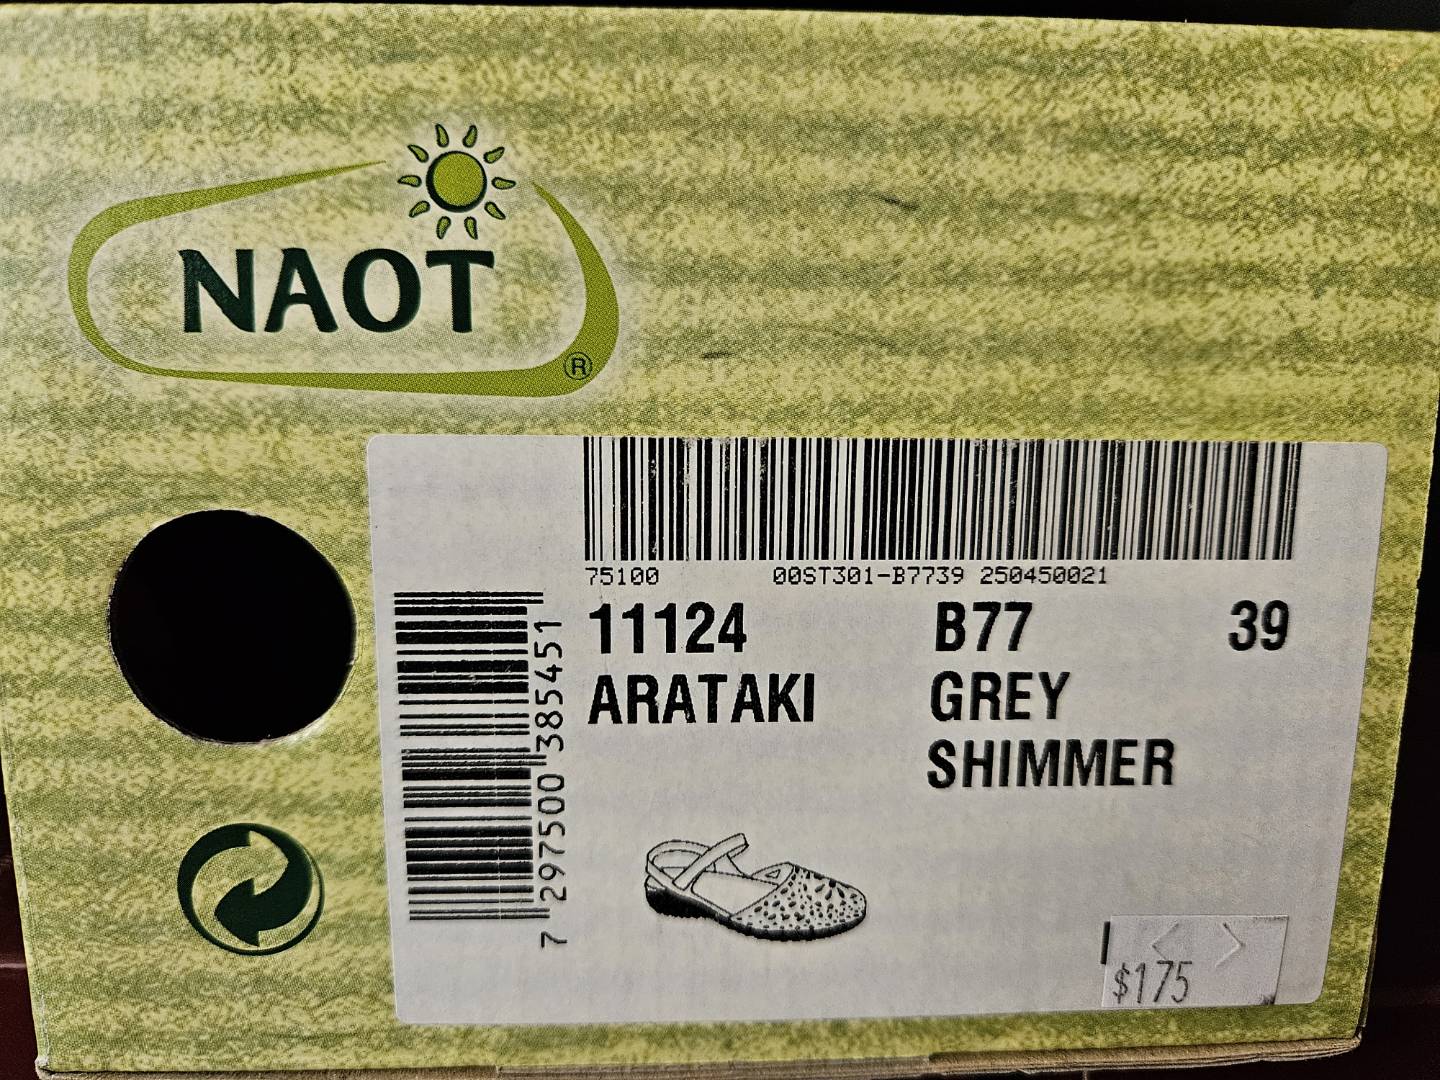 NAOT
®
75100 00ST301-B7739 250450021
11124 B77 39
ARATAKI GREY
SHIMMER
7 297500 385451
$175